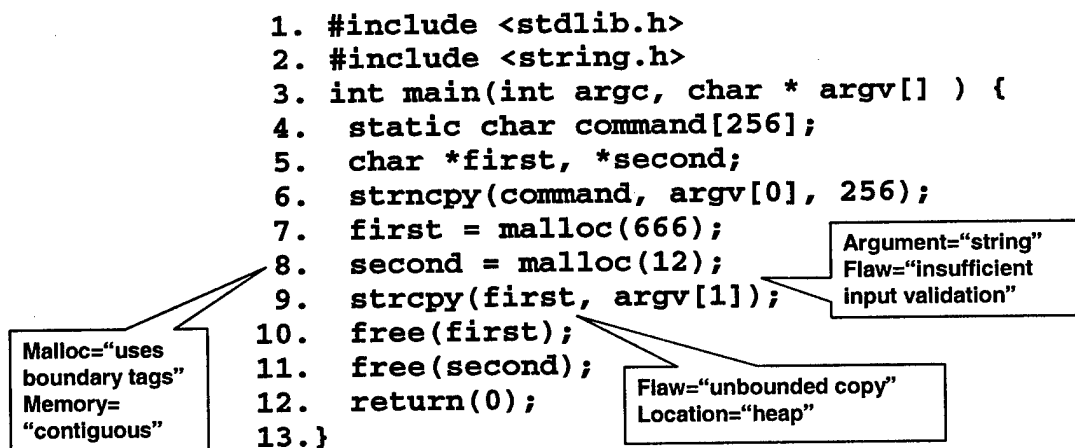 1. #include <stdlib.h>
2. #include <string.h>
3. int main(int argc, char * argv[] ) {
4. static char command[256];
5. char *first, *second;
6. strncpy(command, argv[0], 256);
7. first = malloc(666);
8. second = malloc(12);
9. strcpy(first, argv[1]);
10. free(first);
11. free(second);
12. return(0);
13.}
Argument="string"
Flaw="insufficient
input validation"
Malloc="uses
boundary tags"
Memory=
"contiguous"
Flaw="unbounded copy"
Location="heap"